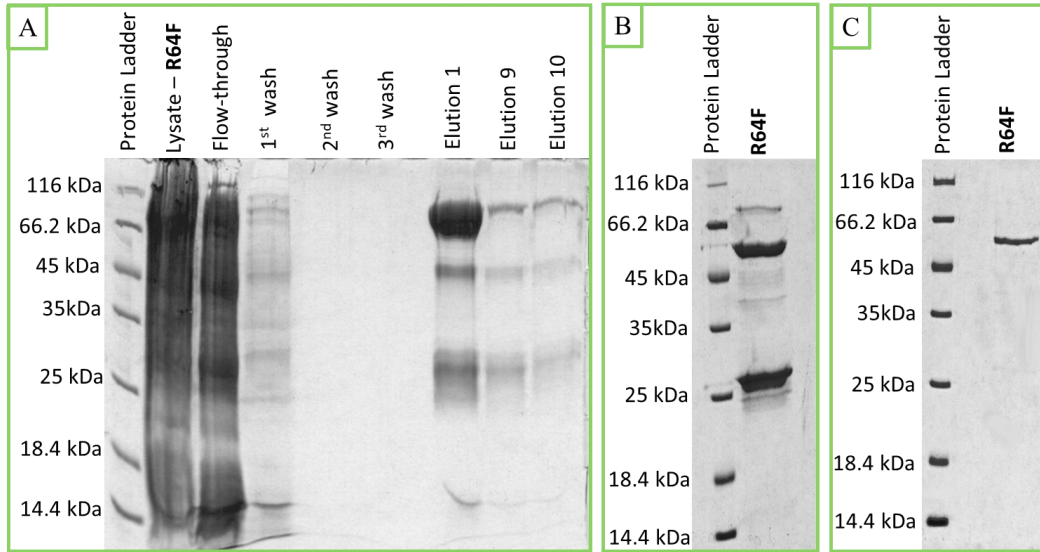 A
Protein Ladder
Lysate – R64F
Flow-through
1st wash
2nd wash
3rd wash
Elution 1
Elution 9
Elution 10
116 kDa
66.2 kDa
45 kDa
35kDa
25 kDa
18.4 kDa
14.4 kDa
B
Protein Ladder
R64F
116 kDa
66.2 kDa
45 kDa
35kDa
25 kDa
18.4 kDa
14.4 kDa
C
Protein Ladder
R64F
116 kDa
66.2 kDa
45 kDa
35kDa
25 kDa
18.4 kDa
14.4 kDa